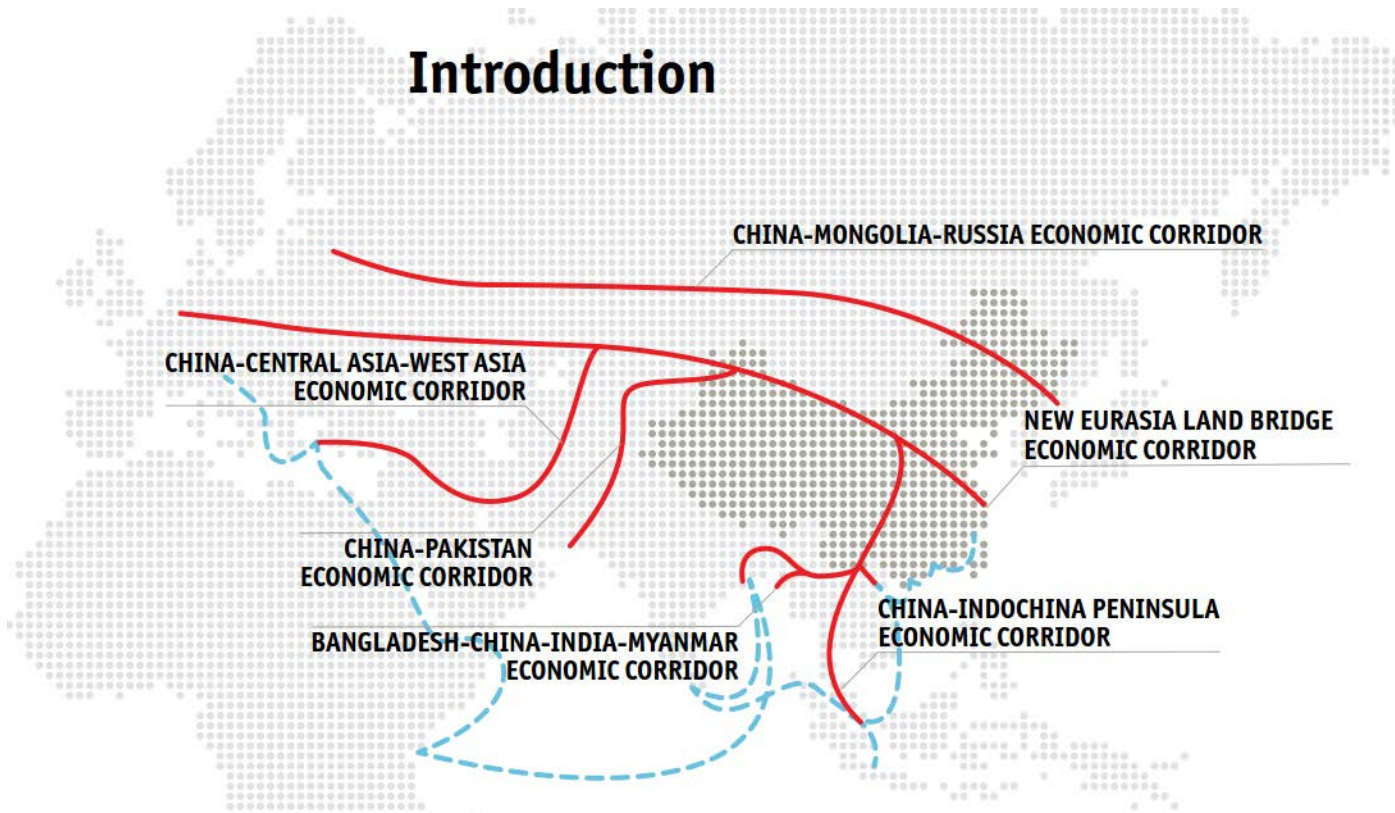 Introduction
CHINA-MONGOLIA-RUSSIA ECONOMIC CORRIDOR
CHINA-CENTRAL ASIA-WEST ASIA
ECONOMIC CORRIDOR
NEW EURASIA LAND BRIDGE
ECONOMIC CORRIDOR
CHINA-PAKISTAN
ECONOMIC CORRIDOR
BANGLADESH-CHINA-INDIA-MYANMAR
ECONOMIC CORRIDOR
CHINA-INDOCHINA PENINSULA
ECONOMIC CORRIDOR